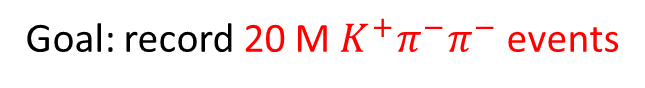 Goal: record 20 M K⁺π⁻π⁻ events